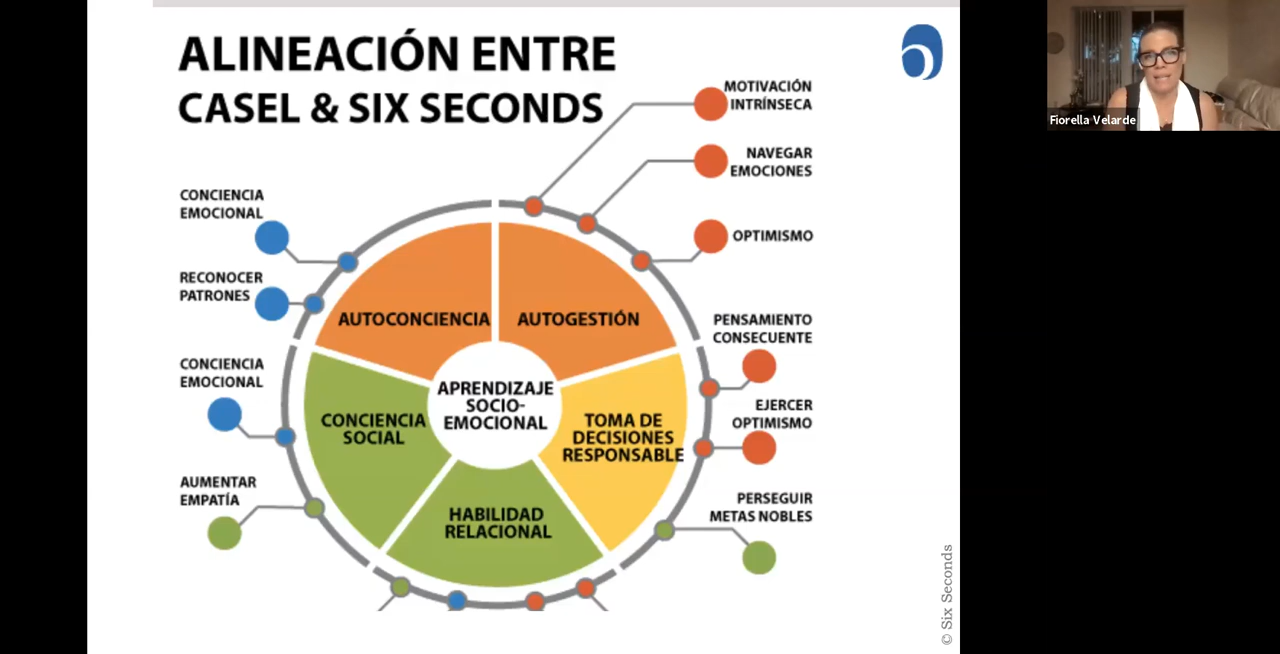 ALINEACIÓN ENTRE
CASEL & SIX SECONDS
MOTIVACIÓN
INTRÍNSECA
NAVEGAR
EMOCIONES
OPTIMISMO
CONCIENCIA
EMOCIONAL
RECONOCER
PATRONES
CONCIENCIA
EMOCIONAL
AUMENTAR
EMPATÍA
AUTOCONCIENCIA
AUTOGESTIÓN
APRENDIZAJE
SOCIO-
EMOCIONAL
CONCIENCIA
SOCIAL
TOMA DE
DECISIONES
RESPONSABLE
HABILIDAD
RELACIONAL
PENSAMIENTO
CONSECUENTE
EJERCER
OPTIMISMO
PERSEGUIR
METAS NOBLES
© Six Seconds
Fiorella Velarde